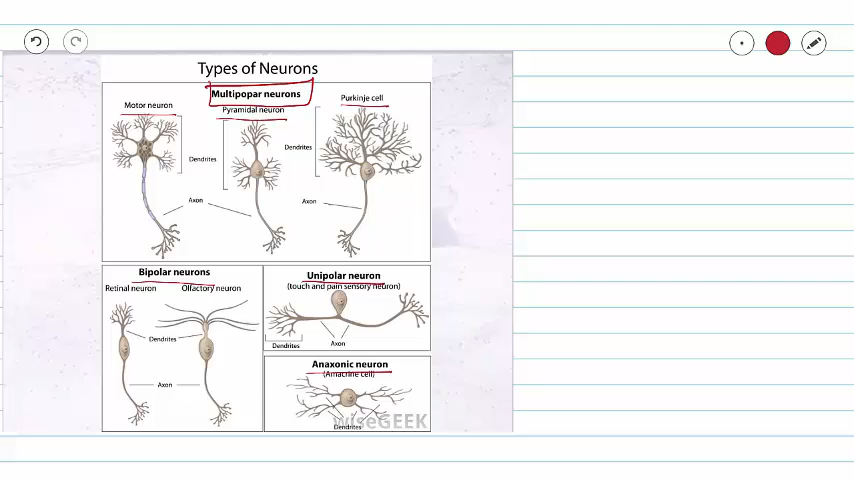 Types of Neurons
Multipopar neurons
Motor neuron
Pyramidal neuron
Purkinje cell
Dendrites
Dendrites
Axon
Axon
Bipolar neurons
Retinal neuron Olfactory neuron
Dendrites
Axon
Unipolar neuron
(touch and pain sensory neuron)
Dendrites
Axon
Anaxonic neuron
(Amacrine cell)
wiseGEEK
Dendrites